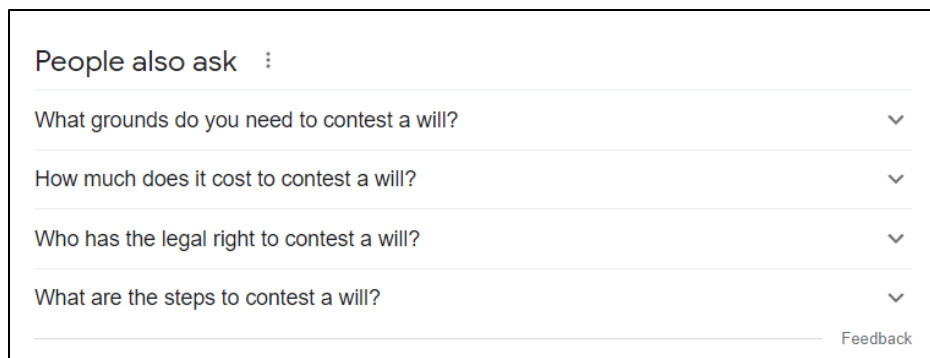 People also ask
What grounds do you need to contest a will?
How much does it cost to contest a will?
Who has the legal right to contest a will?
What are the steps to contest a will?
Feedback